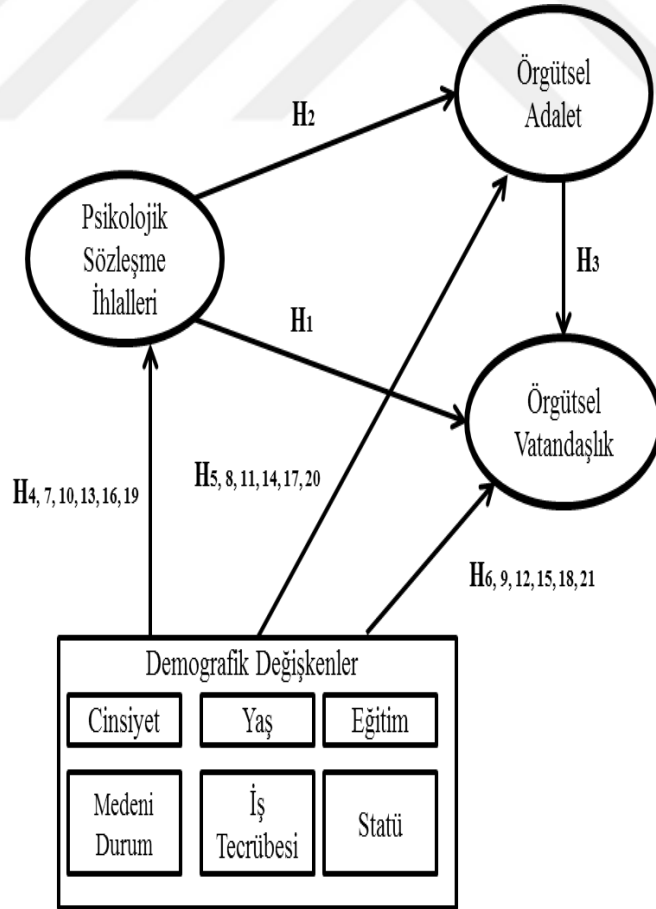 Örgütsel
Adalet
H2
Psikolojik
Sözleşme
İhlalleri
H3
H1
Örgütsel
Vatandaşlık
H4, 7, 10, 13, 16, 19
H5, 8, 11, 14, 17, 20
H6, 9, 12, 15, 18, 21
Demografik Değişkenler
Cinsiyet
Yaş
Eğitim
Medeni
Durum
İş
Tecrübesi
Statü